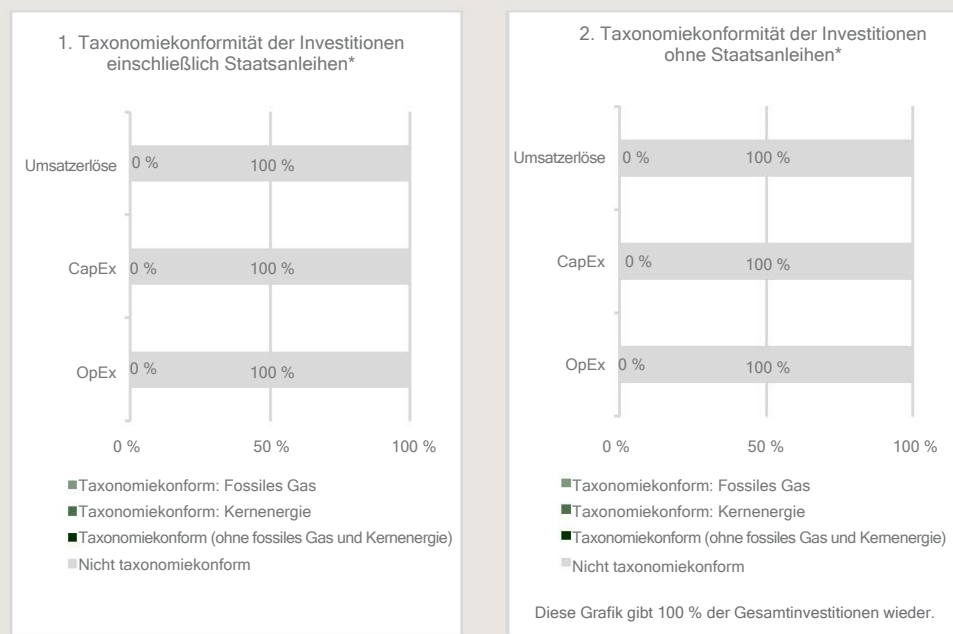 1. Taxonomiekonformität der Investitionen
einschließlich Staatsanleihen*
Umsatzerlöse 0 % 100 %
CapEx 0 % 100 %
OpEx 0 % 100 %
0 % 50 % 100 %
Taxonomiekonform: Fossiles Gas
Taxonomiekonform: Kernenergie
Taxonomiekonform (ohne fossiles Gas und Kernenergie)
Nicht taxonomiekonform
2. Taxonomiekonformität der Investitionen
ohne Staatsanleihen*
Umsatzerlöse 0 % 100 %
CapEx 0 % 100 %
OpEx 0 % 100 %
0 % 50 % 100 %
Taxonomiekonform: Fossiles Gas
Taxonomiekonform: Kernenergie
Taxonomiekonform (ohne fossiles Gas und Kernenergie)
Nicht taxonomiekonform
Diese Grafik gibt 100 % der Gesamtinvestitionen wieder.